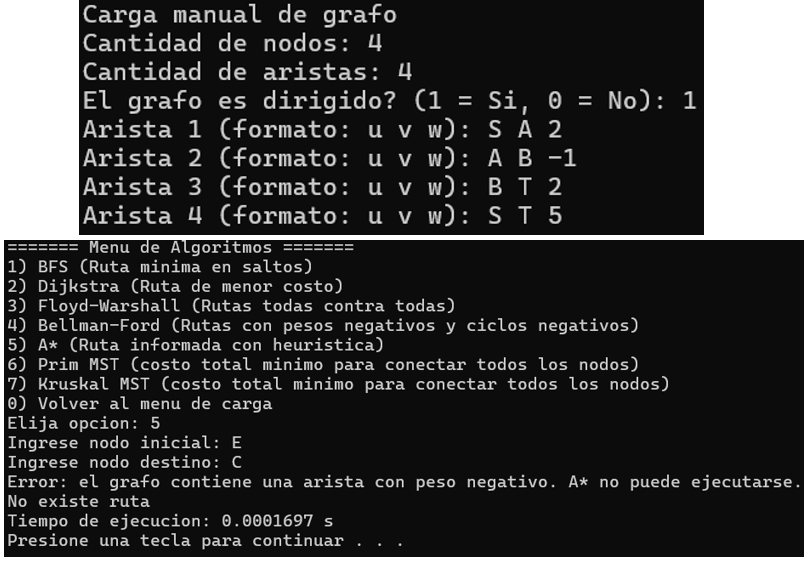 Carga manual de grafo
Cantidad de nodos: 4
Cantidad de aristas: 4
El grafo es dirigido? (1 = Si, 0 = No): 1
Arista 1 (formato: u v w): S A 2
Arista 2 (formato: u v w): A B -1
Arista 3 (formato: u v w): B T 2
Arista 4 (formato: u v w): S T 5
======= Menu de Algoritmos =======
1) BFS (Ruta minima en saltos)
2) Dijkstra (Ruta de menor costo)
3) Floyd-Warshall (Rutas todas contra todas)
4) Bellman-Ford (Rutas con pesos negativos y ciclos negativos)
5) A* (Ruta informada con heuristica)
6) Prim MST (costo total minimo para conectar todos los nodos)
7) Kruskal MST (costo total minimo para conectar todos los nodos)
0) Volver al menu de carga
Elija opcion: 5
Ingrese nodo inicial: E
Ingrese nodo destino: C
Error: el grafo contiene una arista con peso negativo. A* no puede ejecutarse.
No existe ruta
Tiempo de ejecucion: 0.0001697 s
Presione una tecla para continuar . . .